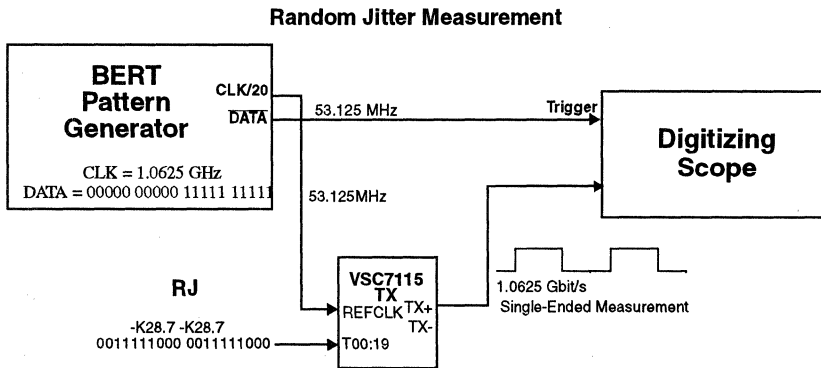 Random Jitter Measurement
BERT
Pattern
Generator
CLK/20
DATA
CLK = 1.0625 GHz
DATA = 00000 00000 11111 11111
53.125 MHz
Trigger
Digitizing
Scope
53.125MHz
RJ
-K28.7 -K28.7
0011111000 0011111000
VSC7115
TX
REFCLK TX+
TX-
T00:19
1.0625 Gbit/s
Single-Ended Measurement